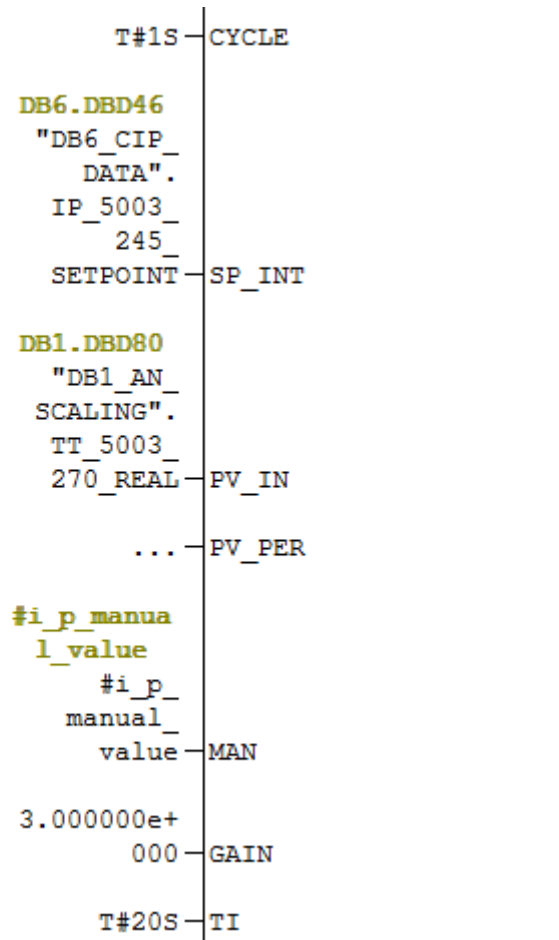 T#1S CYCLE
DB6.DBD46
"DB6_CIP_
DATA".
IP_5003_
245_
SETPOINT SP_INT
DB1.DBD80
"DB1_AN_
SCALING".
TT_5003_
270_REAL PV_IN
... PV_PER
#i_p_manua
l_value
#i_p_
manual_
value MAN
3.000000e+
000 GAIN
T#20S TI